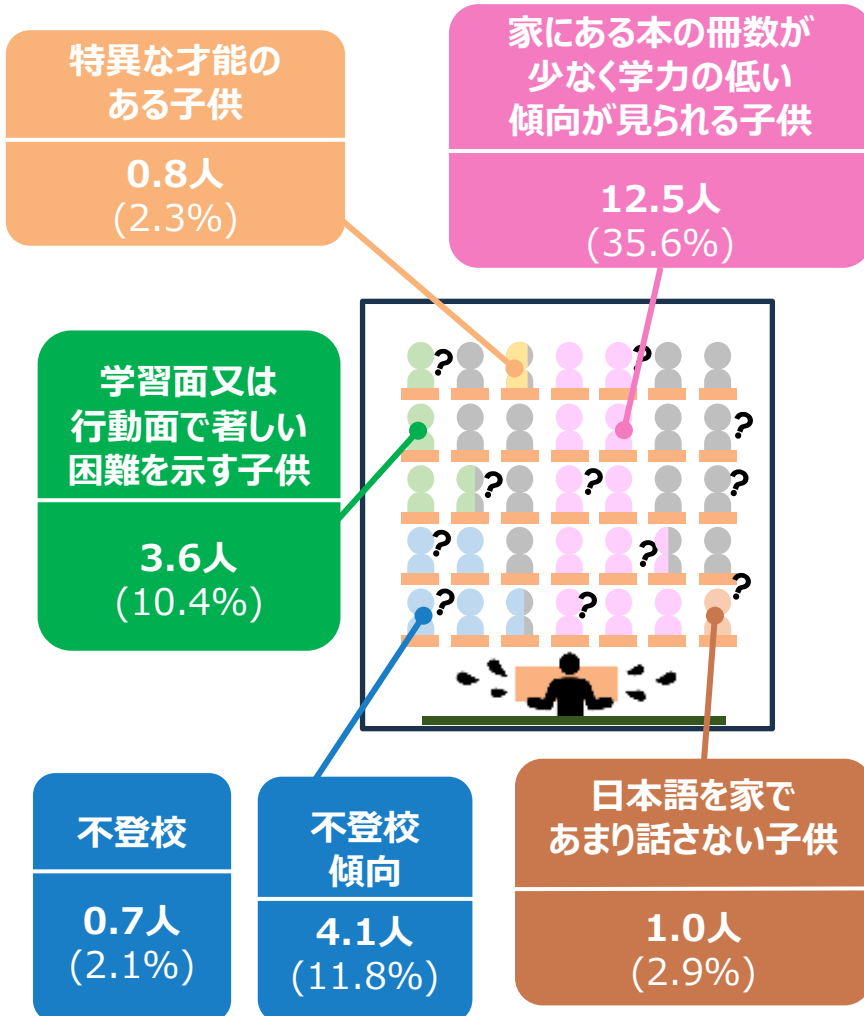 特異な才能の
ある子供
0.8人
(2.3%)
家にある本の冊数が
少なく学力の低い
傾向が見られる子供
12.5人
(35.6%)
学習面又は
行動面で著しい
困難を示す子供
3.6人
(10.4%)
?
?
?
?
?
?
?
?
?
?
?
不登校
0.7人
(2.1%)
不登校
傾向
4.1人
(11.8%)
日本語を家で
あまり話さない子供
1.0人
(2.9%)